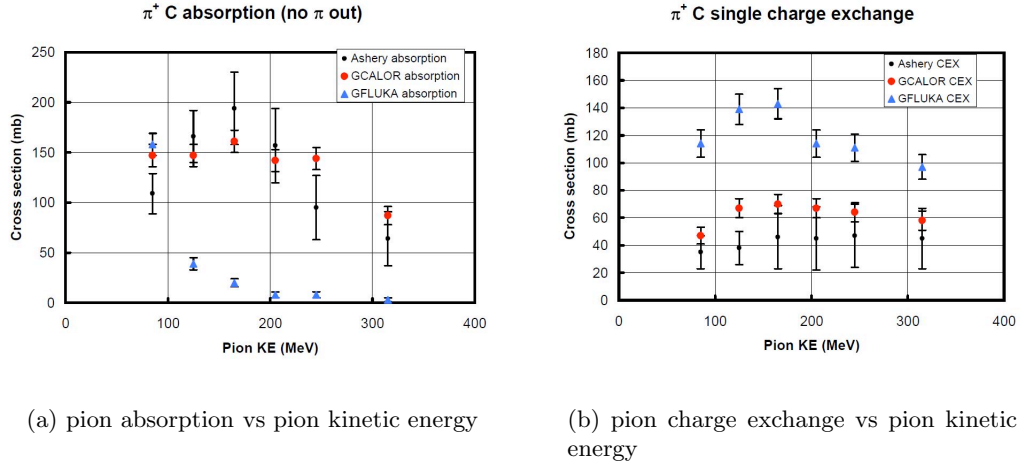 π⁺ C absorption (no π out)
250
200
150
100
50
0
0
100
200
300
400
Cross section (mb)
Pion KE (MeV)
Ashery absorption
GCALOR absorption
GFLUKA absorption
(a) pion absorption vs pion kinetic energy
π⁺ C single charge exchange
180
160
140
120
100
80
60
40
20
0
0
100
200
300
400
Cross section (mb)
Pion KE (MeV)
Ashery CEX
GCALOR CEX
GFLUKA CEX
(b) pion charge exchange vs pion kinetic
energy